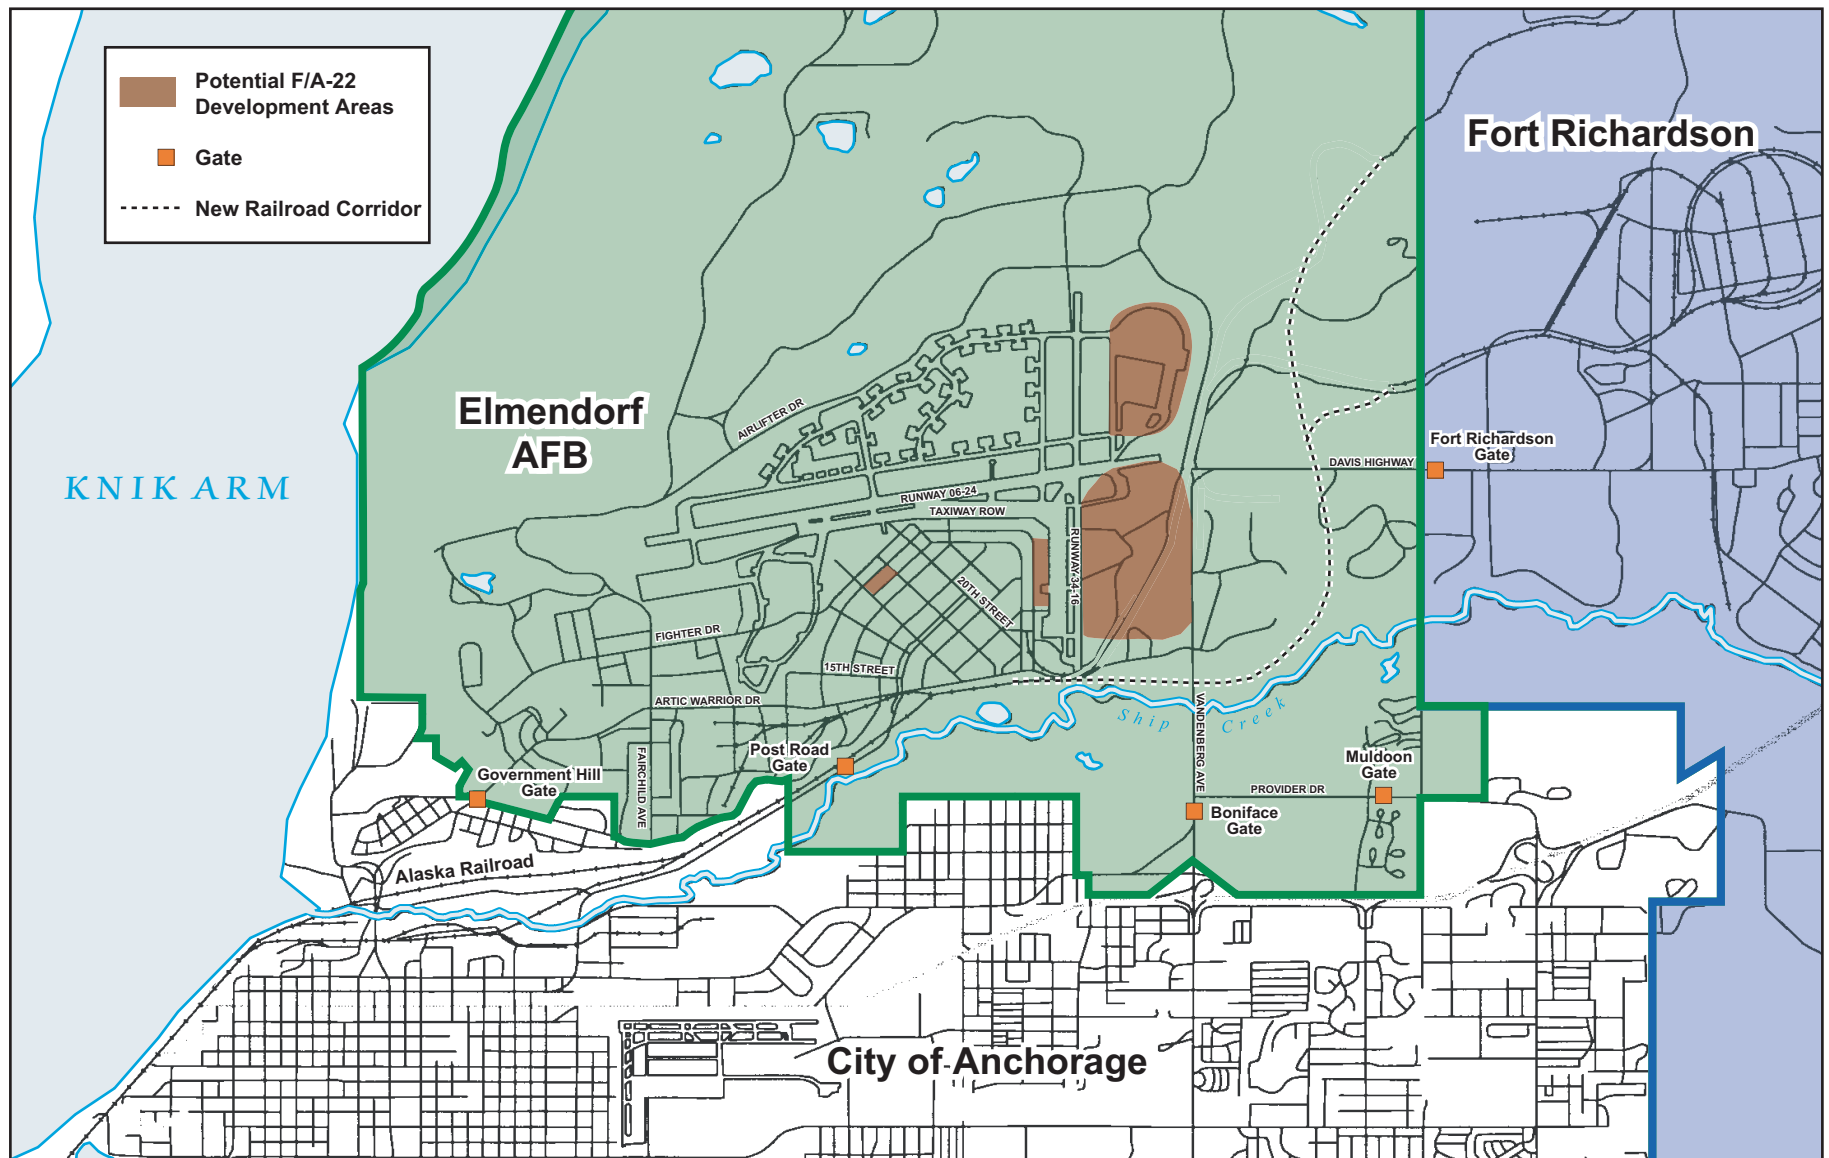 Potential F/A-22
Development Areas
Gate
New Railroad Corridor
Fort Richardson
Elmendorf
AFB
KNIK ARM
AIRLIFTER DR
RUNWAY 06-24
TAXIWAY ROW
RUNWAY-34-16
20TH STREET
DAVIS HIGHWAY
Fort Richardson
Gate
FIGHTER DR
15TH STREET
ARTIC WARRIOR DR
FAIRCHILD AVE
Ship Creek
VANDENBERG AVE
Post Road
Gate
Government Hill
Gate
Muldoon
Gate
PROVIDER DR
Boniface
Gate
Alaska Railroad
City of Anchorage